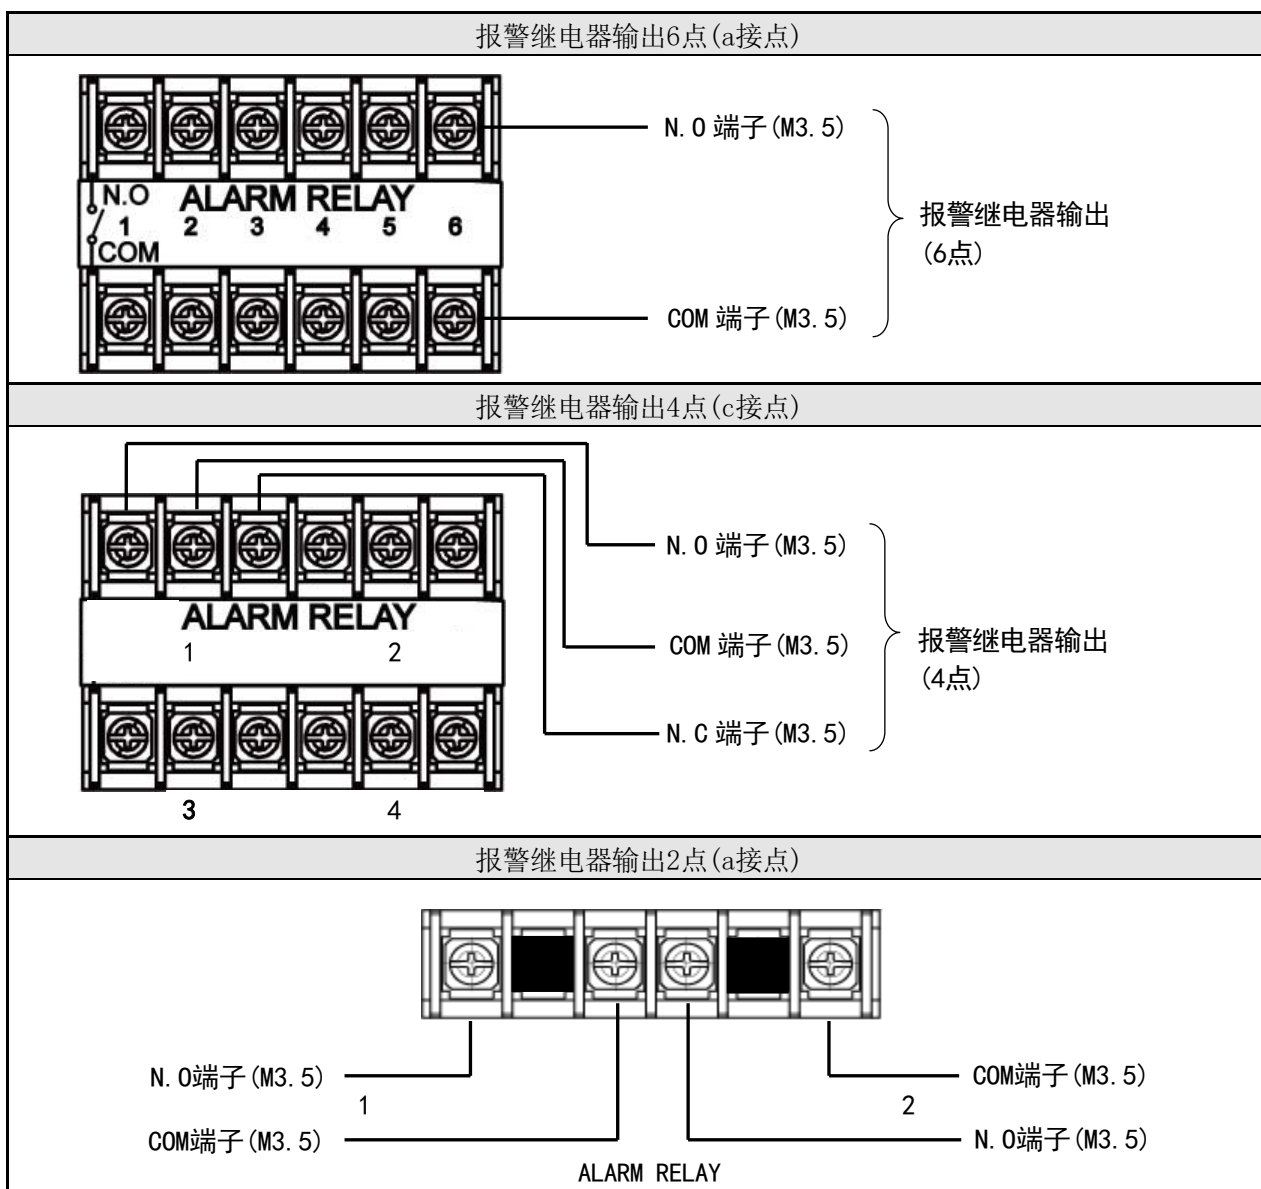 报警继电器输出6点(a接点)
N.O 端子(M3.5)
N.O ALARM RELAY
1 2 3 4 5 6
COM
报警继电器输出
(6点)
COM 端子(M3.5)
报警继电器输出4点(c接点)
N.O 端子(M3.5)
ALARM RELAY
1 2
COM 端子(M3.5)
报警继电器输出
(4点)
N.C 端子(M3.5)
3 4
报警继电器输出2点(a接点)
N.O端子(M3.5)
COM端子(M3.5)
1 2
COM端子(M3.5)
N.O端子(M3.5)
ALARM RELAY